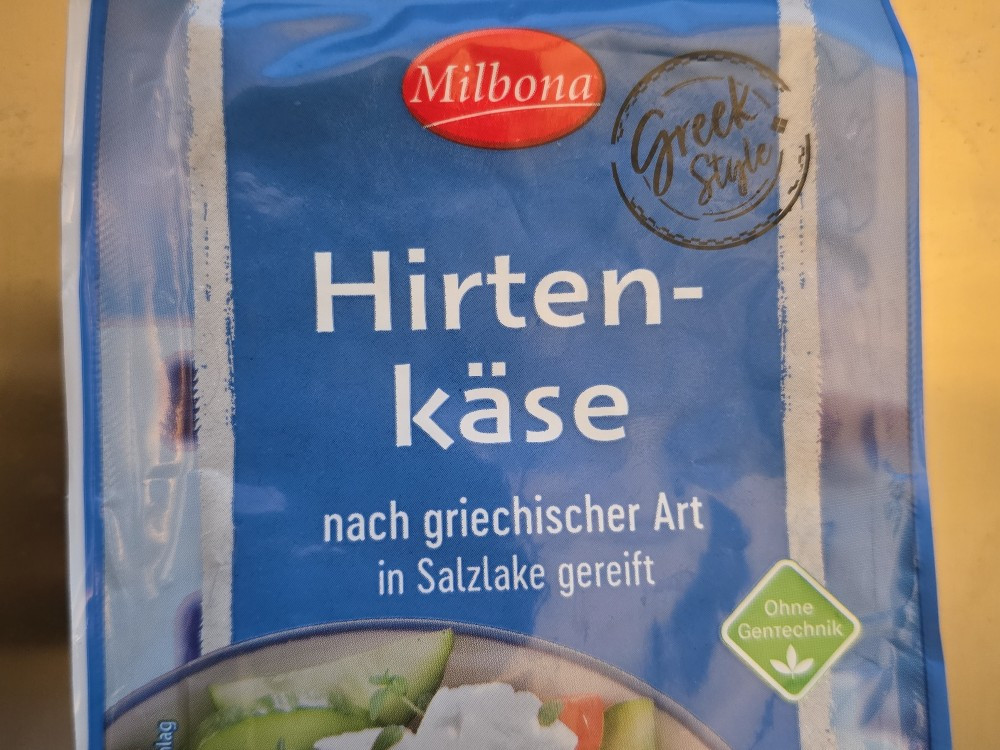 Milbona
Greek
Style
Hirten-
käse
nach griechischer Art
in Salzlake gereift
Ohne
GenTechnik